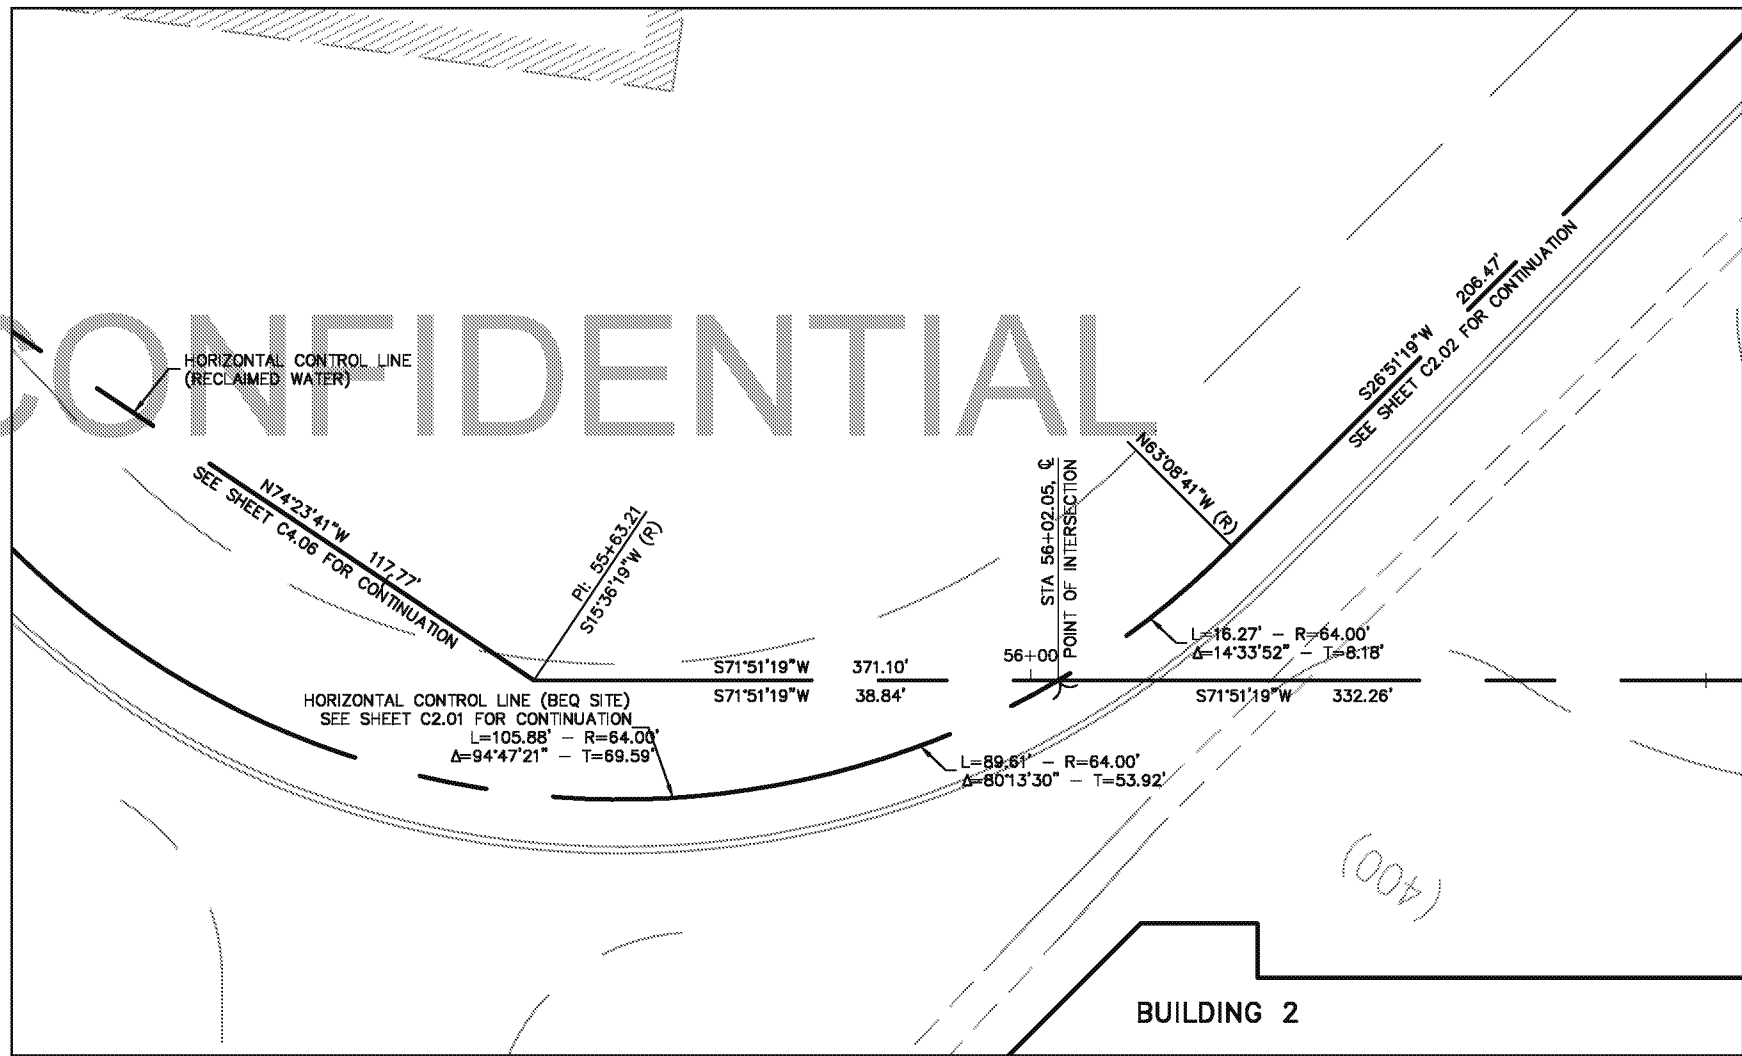 CONFIDENTIAL
HORIZONTAL CONTROL LINE
(RECLAIMED WATER)
N74°23'41"W 117.77'
SEE SHEET C4.06 FOR CONTINUATION
PI: 55+63.21
S15°36'19"W (R)
STA 56+02.05, ℄
POINT OF INTERSECTION
N63°08'41"W (R)
S26°51'19"W 206.47'
SEE SHEET C2.02 FOR CONTINUATION
L=16.27' - R=64.00'
Δ=14°33'52" - T=8.18'
56+00
S71°51'19"W 371.10'
S71°51'19"W 38.84'
S71°51'19"W 332.26'
HORIZONTAL CONTROL LINE (BEQ SITE)
SEE SHEET C2.01 FOR CONTINUATION
L=105.88' - R=64.00'
Δ=94°47'21" - T=69.59'
L=89.61' - R=64.00'
Δ=80°13'30" - T=53.92'
(400)
BUILDING 2